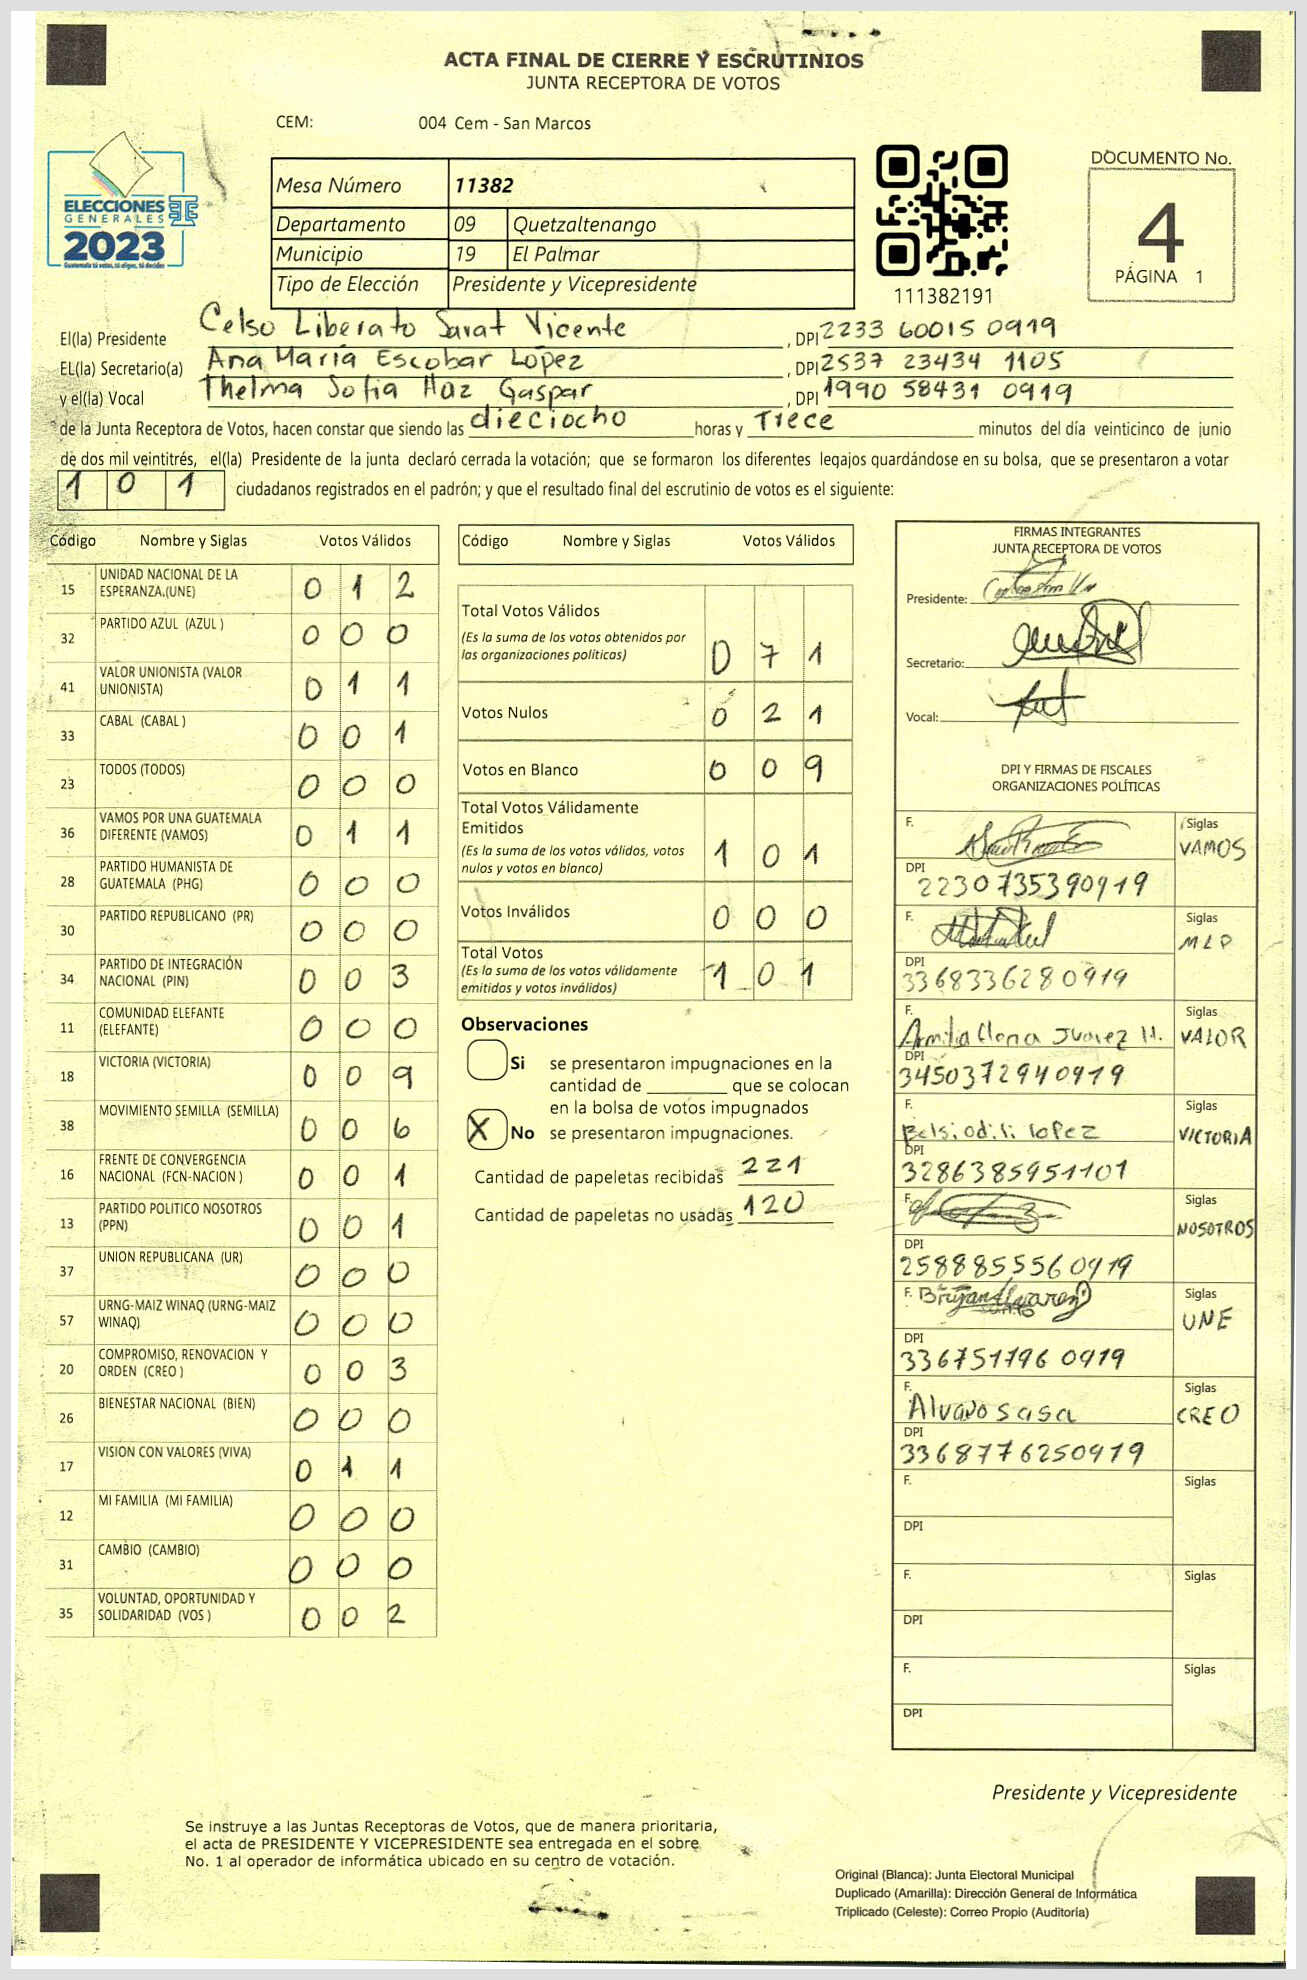 ACTA FINAL DE CIERRE Y ESCRUTINIOS
JUNTA RECEPTORA DE VOTOS
CEM: 004 Cem - San Marcos
ELECCIONES
GENERALES
2023
Guatemala tú votas, tú eliges, tú decides
Mesa Número 11382
Departamento 09 Quetzaltenango
Municipio 19 El Palmar
Tipo de Elección Presidente y Vicepresidente
111382191
DOCUMENTO No.
4
PÁGINA 1
El(la) Presidente Celso Liberato Sarat Vicente , DPI 2233 60015 0919
EL(la) Secretario(a) Ana María Escobar López , DPI 2537 23434 1105
y el(la) Vocal Thelma Sofia Gaspar , DPI 1990 58431 0919
de la Junta Receptora de Votos, hacen constar que siendo las dieciocho horas y Trece minutos del día veinticinco de junio
de dos mil veintitrés, el(la) Presidente de la junta declaró cerrada la votación; que se formaron los diferentes legajos guardándose en su bolsa, que se presentaron a votar
1 0 1 ciudadanos registrados en el padrón; y que el resultado final del escrutinio de votos es el siguiente:
Código Nombre y Siglas Votos Válidos
15 UNIDAD NACIONAL DE LA ESPERANZA.(UNE) 0 1 2
32 PARTIDO AZUL (AZUL ) 0 0 0
41 VALOR UNIONISTA (VALOR UNIONISTA) 0 1 1
33 CABAL (CABAL ) 0 0 1
23 TODOS (TODOS) 0 0 0
36 VAMOS POR UNA GUATEMALA DIFERENTE (VAMOS) 0 1 1
28 PARTIDO HUMANISTA DE GUATEMALA (PHG) 0 0 0
30 PARTIDO REPUBLICANO (PR) 0 0 0
34 PARTIDO DE INTEGRACIÓN NACIONAL (PIN) 0 0 3
11 COMUNIDAD ELEFANTE (ELEFANTE) 0 0 0
18 VICTORIA (VICTORIA) 0 0 9
38 MOVIMIENTO SEMILLA (SEMILLA) 0 0 6
16 FRENTE DE CONVERGENCIA NACIONAL (FCN-NACION ) 0 0 1
13 PARTIDO POLITICO NOSOTROS (PPN) 0 0 1
37 UNION REPUBLICANA (UR) 0 0 0
57 URNG-MAIZ WINAQ (URNG-MAIZ WINAQ) 0 0 0
20 COMPROMISO, RENOVACION Y ORDEN (CREO ) 0 0 3
26 BIENESTAR NACIONAL (BIEN) 0 0 0
17 VISION CON VALORES (VIVA) 0 1 1
12 MI FAMILIA (MI FAMILIA) 0 0 0
31 CAMBIO (CAMBIO) 0 0 0
35 VOLUNTAD, OPORTUNIDAD Y SOLIDARIDAD (VOS ) 0 0 2
Código Nombre y Siglas Votos Válidos
Total Votos Válidos 0 7 1
(Es la suma de los votos obtenidos por
las organizaciones políticas)
Votos Nulos 0 2 1
Votos en Blanco 0 0 9
Total Votos Válidamente
Emitidos 1 0 1
(Es la suma de los votos válidos, votos
nulos y votos en blanco)
Votos Inválidos 0 0 0
Total Votos 1 0 1
(Es la suma de los votos válidamente
emitidos y votos inválidos)
Observaciones
Si se presentaron impugnaciones en la
cantidad de ________ que se colocan
en la bolsa de votos impugnados
X No se presentaron impugnaciones.
Cantidad de papeletas recibidas 221
Cantidad de papeletas no usadas 120
FIRMAS INTEGRANTES
JUNTA RECEPTORA DE VOTOS
Presidente:
Secretario:
Vocal:
DPI Y FIRMAS DE FISCALES
ORGANIZACIONES POLÍTICAS
F. Siglas VAMOS
DPI 2230735390919
F. Siglas MLP
DPI 3368336280919
F. Juarez H. Siglas VALOR
DPI 3450372940919
F. Lopez Siglas VICTORIA
DPI 3286385951101
F. Siglas NOSOTROS
DPI 2588855560919
F. Siglas UNE
DPI 336751796 0919
F. Alvaro sasa Siglas CREO
DPI 3368776250919
F. Siglas
DPI
F. Siglas
DPI
F. Siglas
DPI
Presidente y Vicepresidente
Se instruye a las Juntas Receptoras de Votos, que de manera prioritaria,
el acta de PRESIDENTE Y VICEPRESIDENTE sea entregada en el sobre
No. 1 al operador de informática ubicado en su centro de votación.
Original (Blanca): Junta Electoral Municipal
Duplicado (Amarilla): Dirección General de Informática
Triplicado (Celeste): Correo Propio (Auditoría)